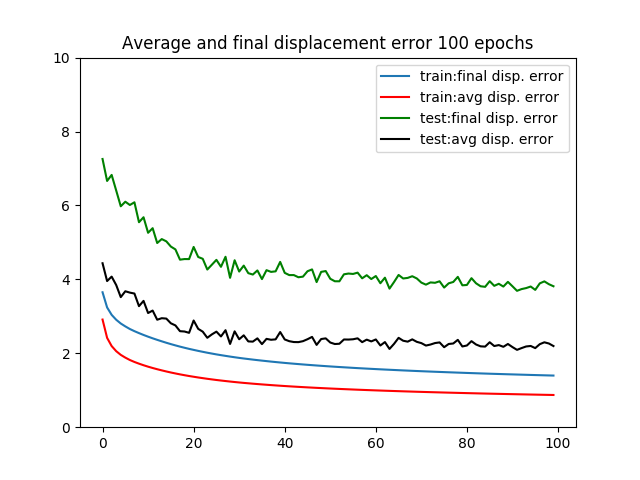 Average and final displacement error 100 epochs
10
8
6
4
2
0
train:final disp. error
train:avg disp. error
test:final disp. error
test:avg disp. error
0 20 40 60 80 100